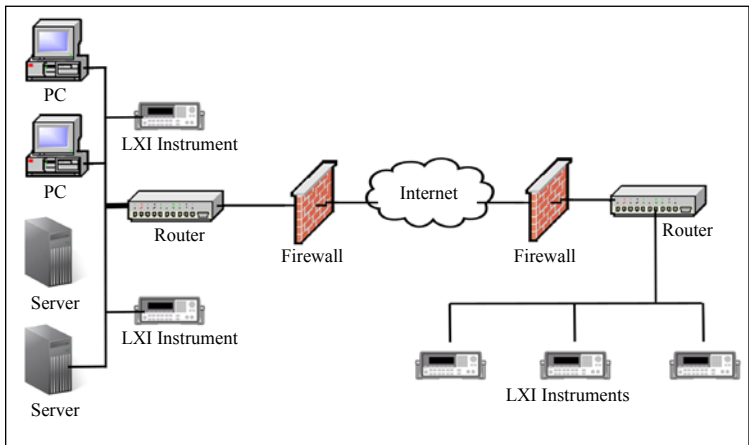 PC
LXI Instrument
PC
Internet
Router
Router
Firewall
Firewall
Server
LXI Instrument
LXI Instruments
Server